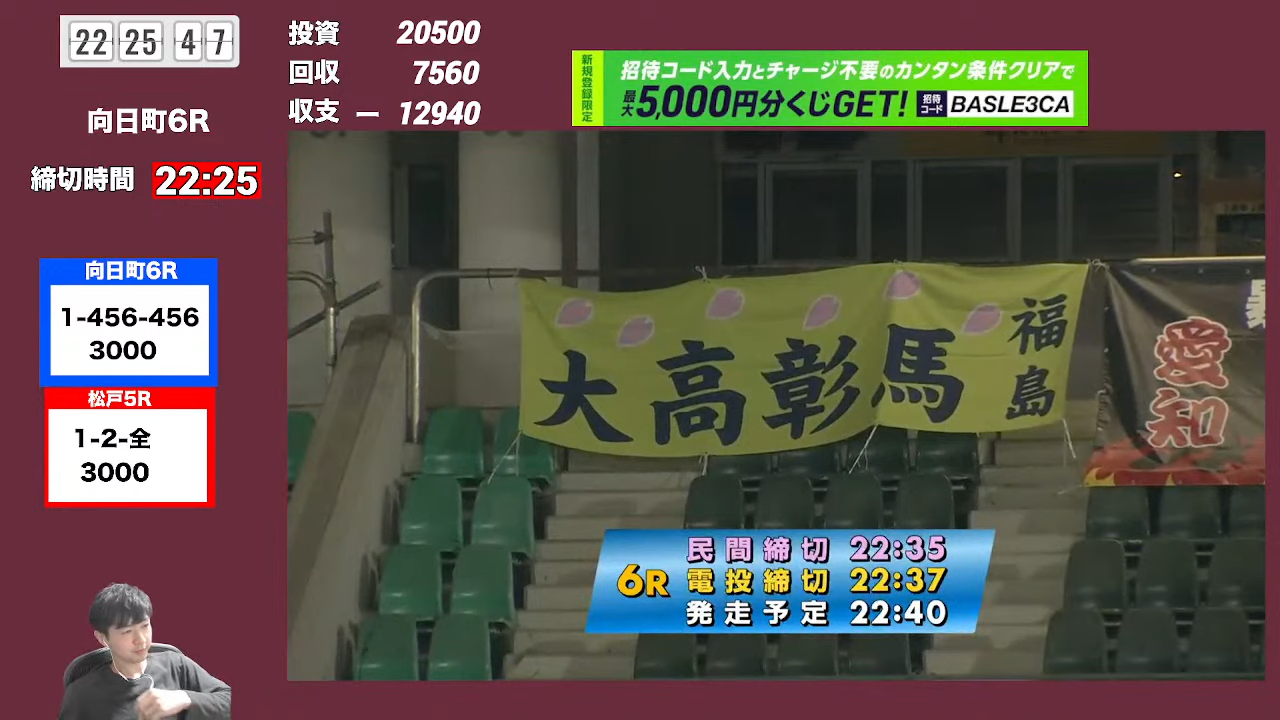 22 25 47
投資 20500
回収 7560
収支 － 12940
新規登録限定
招待コード入力とチャージ不要のカンタン条件クリアで
最大5,000円分くじGET!
招待コード BASLE3CA
向日町6R
締切時間 22:25
向日町6R
1-456-456
3000
松戸5R
1-2-全
3000
大高彰馬
福島
愛知
6R
民間締切 22:35
電投締切 22:37
発走予定 22:40